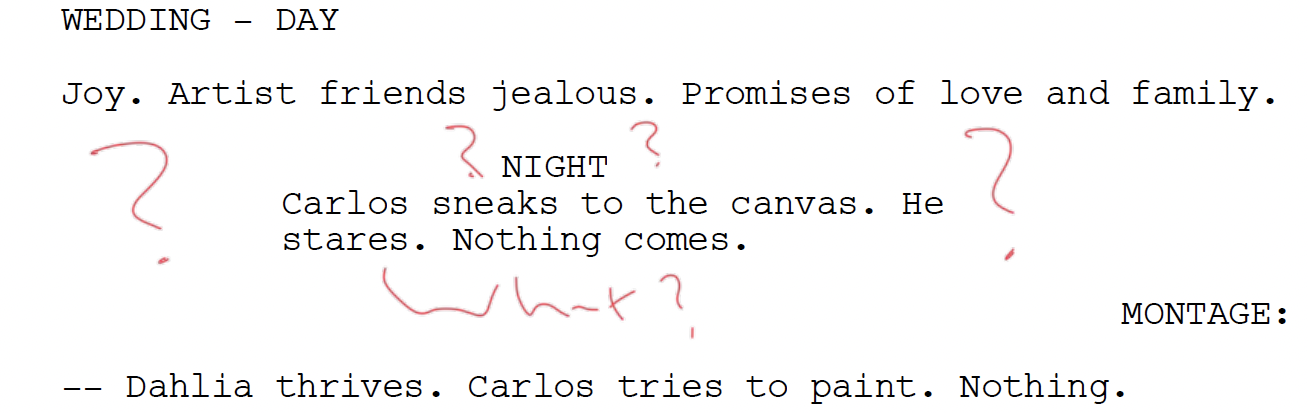 WEDDING – DAY
Joy. Artist friends jealous. Promises of love and family.
? ? ? ?
NIGHT
Carlos sneaks to the canvas. He
stares. Nothing comes.
What?
MONTAGE:
-- Dahlia thrives. Carlos tries to paint. Nothing.